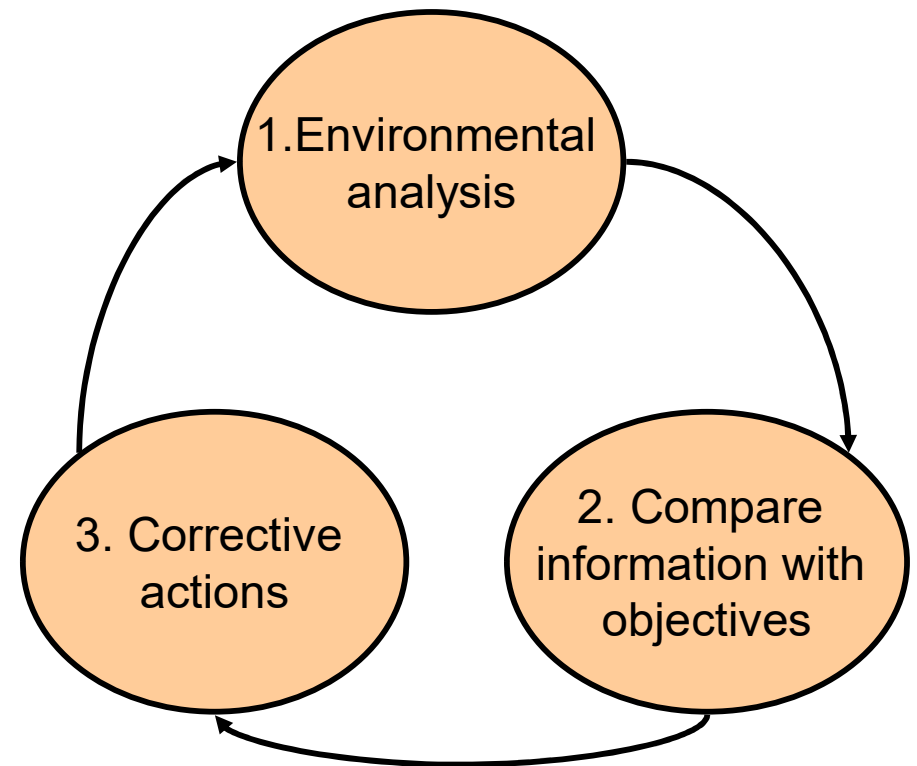 1.Environmental
analysis
2. Compare
information with
objectives
3. Corrective
actions